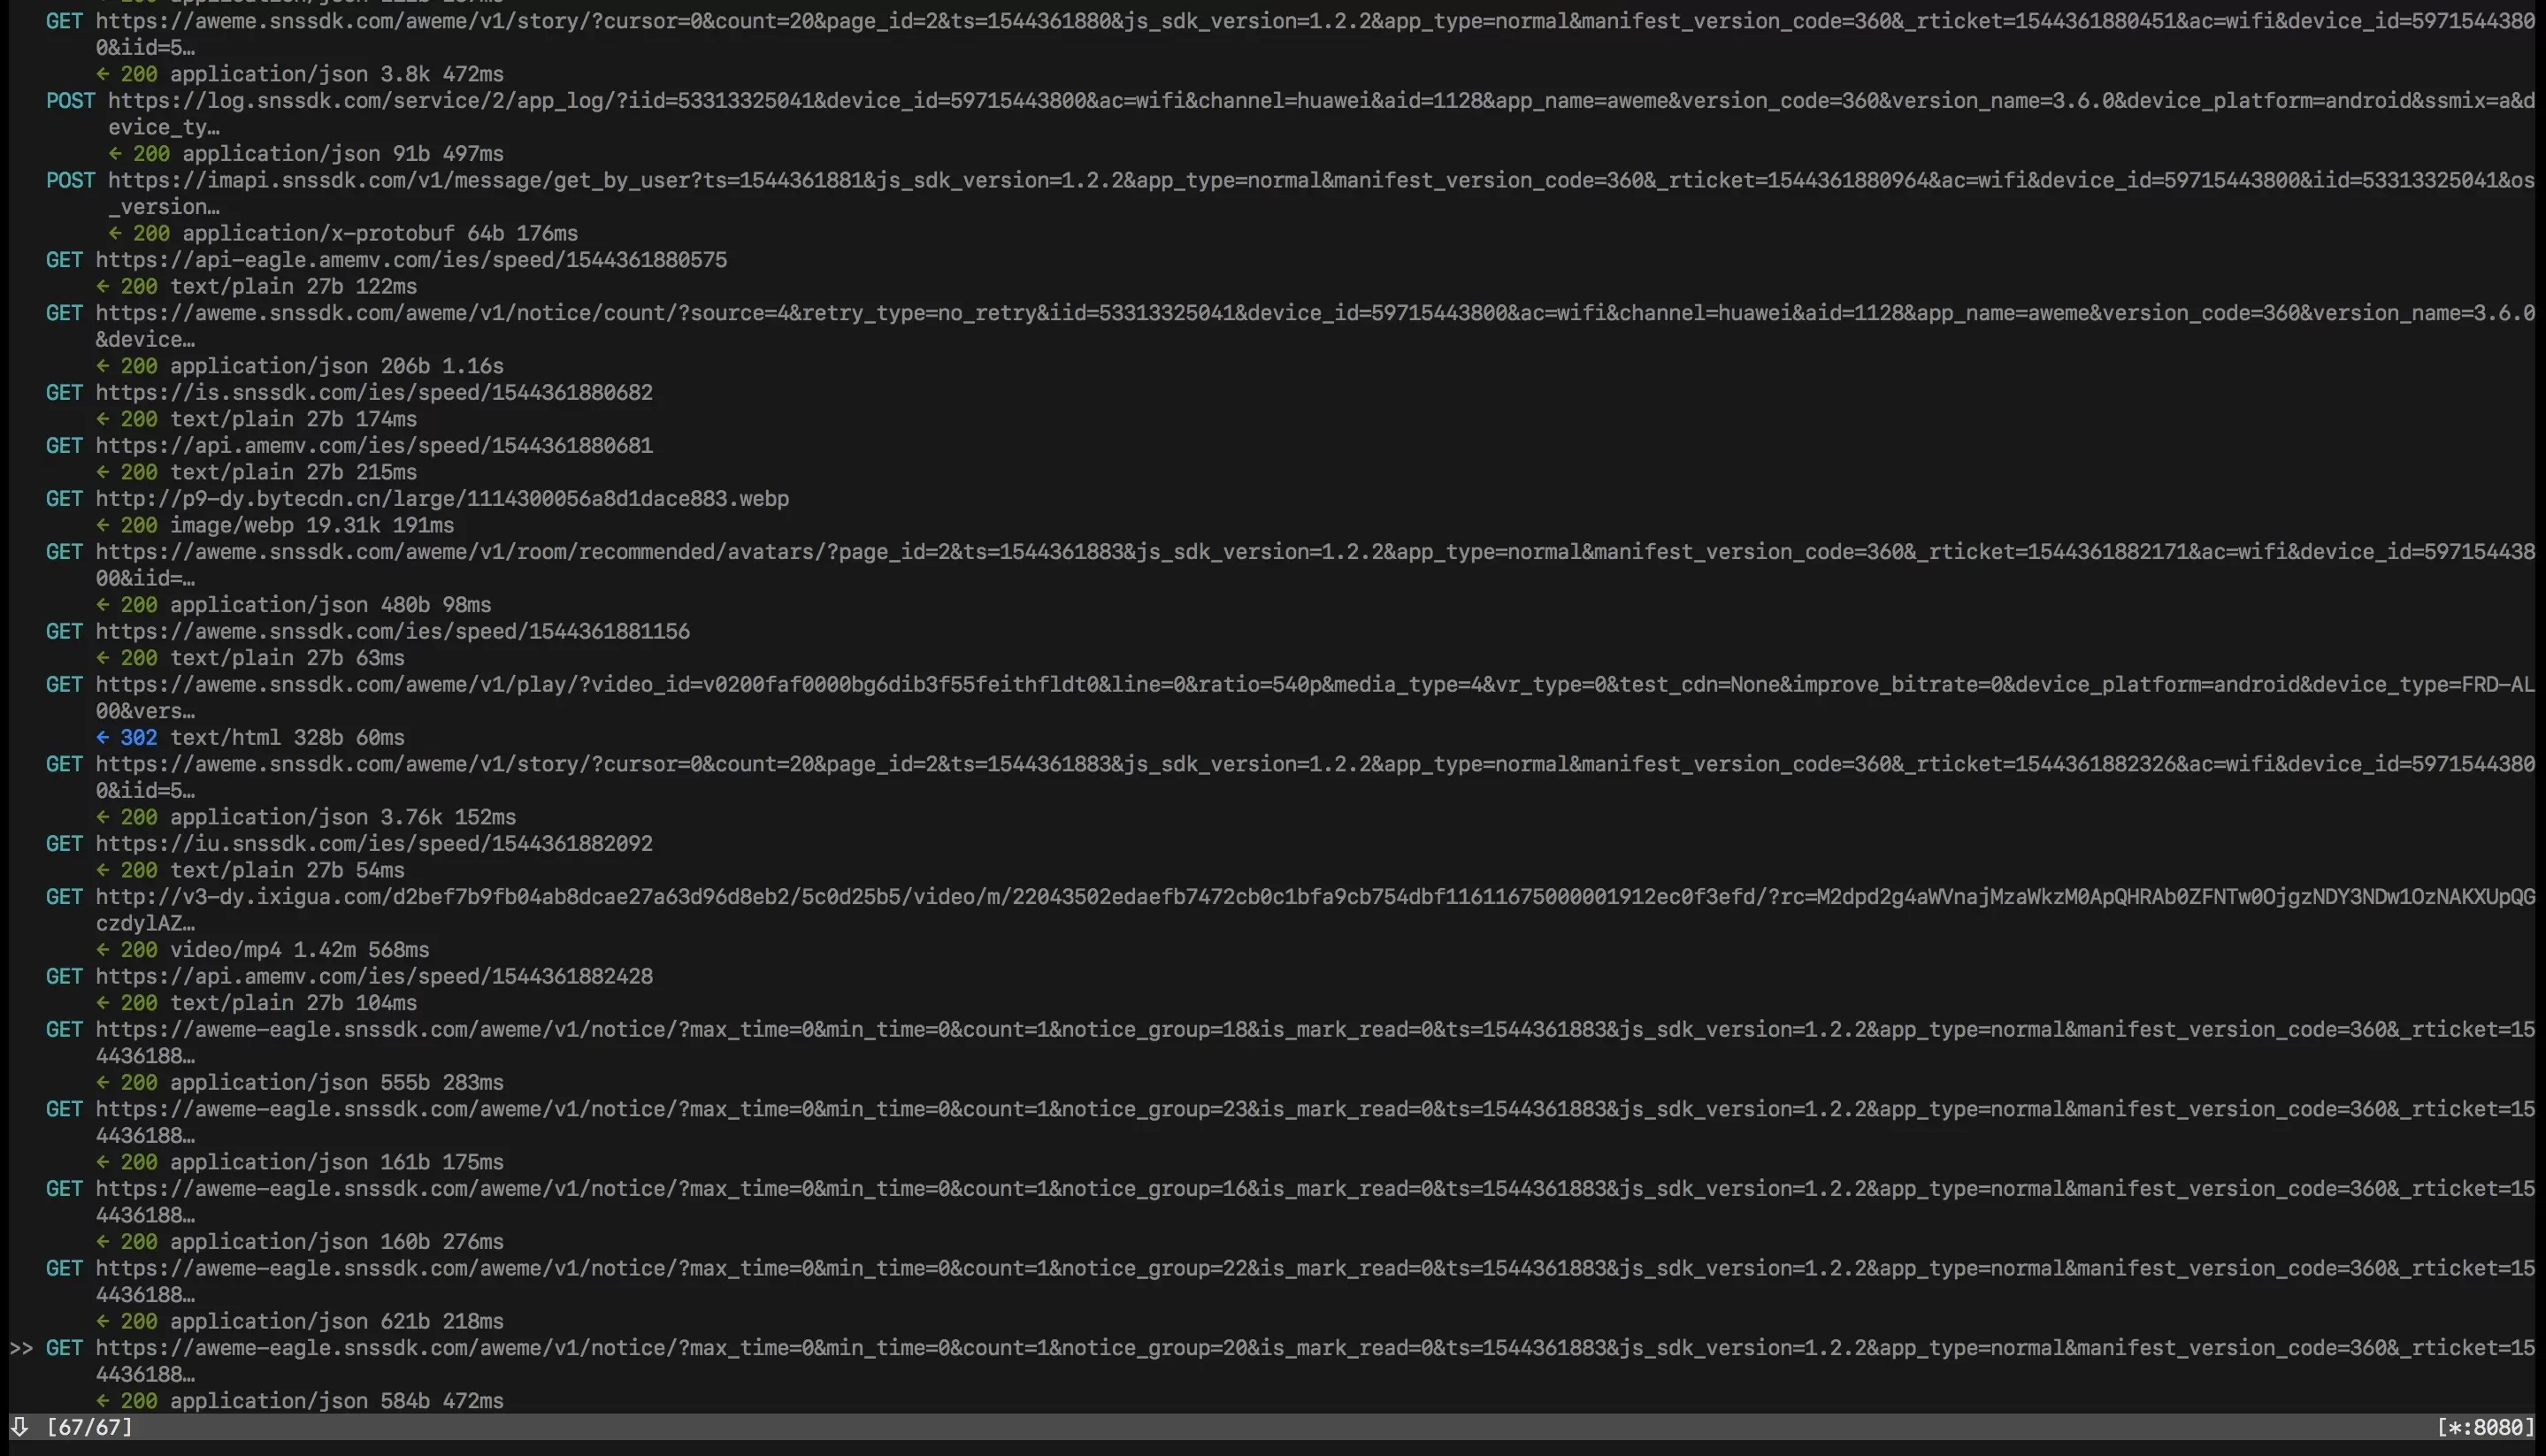 GET https://aweme.snssdk.com/aweme/v1/story/?cursor=0&count=20&page_id=2&ts=1544361880&js_sdk_version=1.2.2&app_type=normal&manifest_version_code=360&_rticket=1544361880451&ac=wifi&device_id=5971544380
0&iid=5…
← 200 application/json 3.8k 472ms
POST https://log.snssdk.com/service/2/app_log/?iid=53313325041&device_id=59715443800&ac=wifi&channel=huawei&aid=1128&app_name=aweme&version_code=360&version_name=3.6.0&device_platform=android&ssmix=a&d
evice_ty…
← 200 application/json 91b 497ms
POST https://imapi.snssdk.com/v1/message/get_by_user?ts=1544361881&js_sdk_version=1.2.2&app_type=normal&manifest_version_code=360&_rticket=1544361880964&ac=wifi&device_id=59715443800&iid=53313325041&os
_version…
← 200 application/x-protobuf 64b 176ms
GET https://api-eagle.amemv.com/ies/speed/1544361880575
← 200 text/plain 27b 122ms
GET https://aweme.snssdk.com/aweme/v1/notice/count/?source=4&retry_type=no_retry&iid=53313325041&device_id=59715443800&ac=wifi&channel=huawei&aid=1128&app_name=aweme&version_code=360&version_name=3.6.0
&device…
← 200 application/json 206b 1.16s
GET https://is.snssdk.com/ies/speed/1544361880682
← 200 text/plain 27b 174ms
GET https://api.amemv.com/ies/speed/1544361880681
← 200 text/plain 27b 215ms
GET http://p9-dy.bytecdn.cn/large/1114300056a8d1dace883.webp
← 200 image/webp 19.31k 191ms
GET https://aweme.snssdk.com/aweme/v1/room/recommended/avatars/?page_id=2&ts=1544361883&js_sdk_version=1.2.2&app_type=normal&manifest_version_code=360&_rticket=1544361882171&ac=wifi&device_id=597154438
00&iid=…
← 200 application/json 480b 98ms
GET https://aweme.snssdk.com/ies/speed/1544361881156
← 200 text/plain 27b 63ms
GET https://aweme.snssdk.com/aweme/v1/play/?video_id=v0200faf0000bg6dib3f55feithfldt0&line=0&ratio=540p&media_type=4&vr_type=0&test_cdn=None&improve_bitrate=0&device_platform=android&device_type=FRD-AL
00&vers…
← 302 text/html 328b 60ms
GET https://aweme.snssdk.com/aweme/v1/story/?cursor=0&count=20&page_id=2&ts=1544361883&js_sdk_version=1.2.2&app_type=normal&manifest_version_code=360&_rticket=1544361882326&ac=wifi&device_id=5971544380
0&iid=5…
← 200 application/json 3.76k 152ms
GET https://iu.snssdk.com/ies/speed/1544361882092
← 200 text/plain 27b 54ms
GET http://v3-dy.ixigua.com/d2bef7b9fb04ab8dcae27a63d96d8eb2/5c0d25b5/video/m/22043502edaefb7472cb0c1bfa9cb754dbf11611675000001912ec0f3efd/?rc=M2dpd2g4aWVnajMzaWkzM0ApQHRAb0ZFNTw0OjgzNDY3NDw1OzNAKXUpQG
czdylAZ…
← 200 video/mp4 1.42m 568ms
GET https://api.amemv.com/ies/speed/1544361882428
← 200 text/plain 27b 104ms
GET https://aweme-eagle.snssdk.com/aweme/v1/notice/?max_time=0&min_time=0&count=1&notice_group=18&is_mark_read=0&ts=1544361883&js_sdk_version=1.2.2&app_type=normal&manifest_version_code=360&_rticket=15
4436188…
← 200 application/json 555b 283ms
GET https://aweme-eagle.snssdk.com/aweme/v1/notice/?max_time=0&min_time=0&count=1&notice_group=23&is_mark_read=0&ts=1544361883&js_sdk_version=1.2.2&app_type=normal&manifest_version_code=360&_rticket=15
4436188…
← 200 application/json 161b 175ms
GET https://aweme-eagle.snssdk.com/aweme/v1/notice/?max_time=0&min_time=0&count=1&notice_group=16&is_mark_read=0&ts=1544361883&js_sdk_version=1.2.2&app_type=normal&manifest_version_code=360&_rticket=15
4436188…
← 200 application/json 160b 276ms
GET https://aweme-eagle.snssdk.com/aweme/v1/notice/?max_time=0&min_time=0&count=1&notice_group=22&is_mark_read=0&ts=1544361883&js_sdk_version=1.2.2&app_type=normal&manifest_version_code=360&_rticket=15
4436188…
← 200 application/json 621b 218ms
>> GET https://aweme-eagle.snssdk.com/aweme/v1/notice/?max_time=0&min_time=0&count=1&notice_group=20&is_mark_read=0&ts=1544361883&js_sdk_version=1.2.2&app_type=normal&manifest_version_code=360&_rticket=15
4436188…
← 200 application/json 584b 472ms
⇩ [67/67] [*:8080]